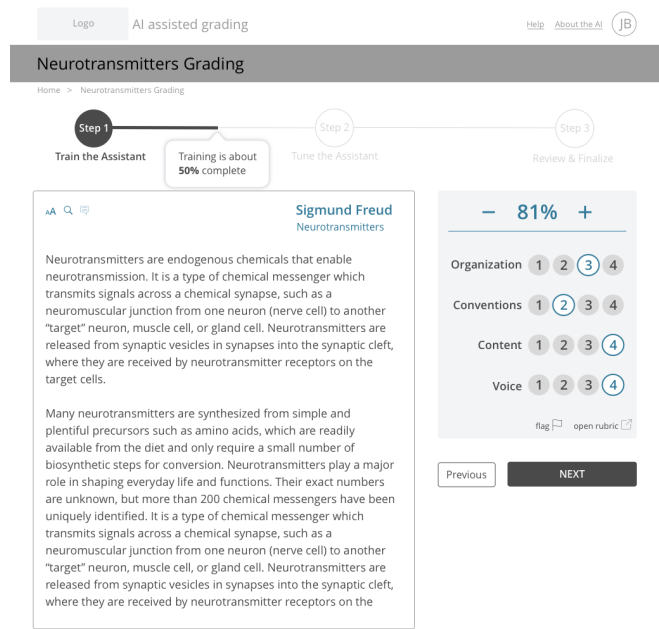 Logo
AI assisted grading
Help About the AI JB
Neurotransmitters Grading
Home > Neurotransmitters Grading
Step 1
Step 2
Step 3
Train the Assistant
Tune the Assistant
Review & Finalize
Training is about
50% complete
AA
Sigmund Freud
Neurotransmitters
Neurotransmitters are endogenous chemicals that enable
neurotransmission. It is a type of chemical messenger which
transmits signals across a chemical synapse, such as a
neuromuscular junction from one neuron (nerve cell) to another
“target” neuron, muscle cell, or gland cell. Neurotransmitters are
released from synaptic vesicles in synapses into the synaptic cleft,
where they are received by neurotransmitter receptors on the
target cells.
Many neurotransmitters are synthesized from simple and
plentiful precursors such as amino acids, which are readily
available from the diet and only require a small number of
biosynthetic steps for conversion. Neurotransmitters play a major
role in shaping everyday life and functions. Their exact numbers
are unknown, but more than 200 chemical messengers have been
uniquely identified. It is a type of chemical messenger which
transmits signals across a chemical synapse, such as a
neuromuscular junction from one neuron (nerve cell) to another
“target” neuron, muscle cell, or gland cell. Neurotransmitters are
released from synaptic vesicles in synapses into the synaptic cleft,
where they are received by neurotransmitter receptors on the
− 81% +
Organization 1 2 3 4
Conventions 1 2 3 4
Content 1 2 3 4
Voice 1 2 3 4
flag open rubric
Previous
NEXT